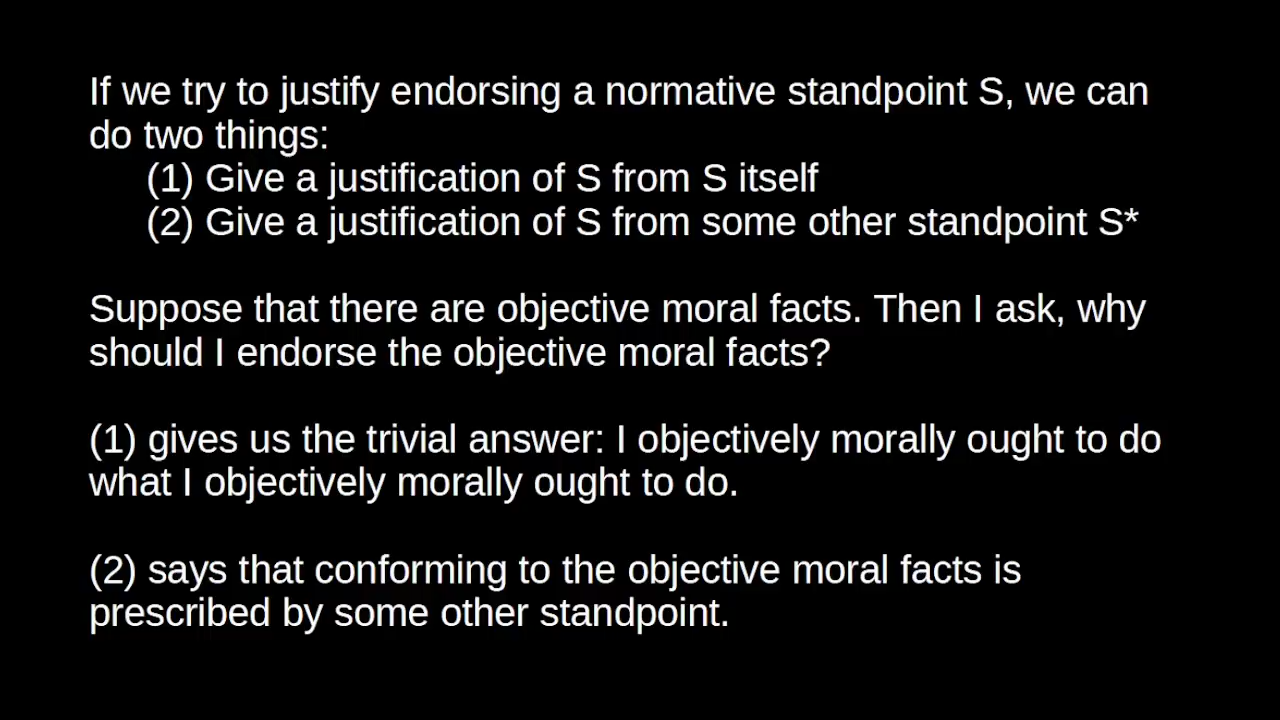 If we try to justify endorsing a normative standpoint S, we can
do two things:
(1) Give a justification of S from S itself
(2) Give a justification of S from some other standpoint S*
Suppose that there are objective moral facts. Then I ask, why
should I endorse the objective moral facts?
(1) gives us the trivial answer: I objectively morally ought to do
what I objectively morally ought to do.
(2) says that conforming to the objective moral facts is
prescribed by some other standpoint.